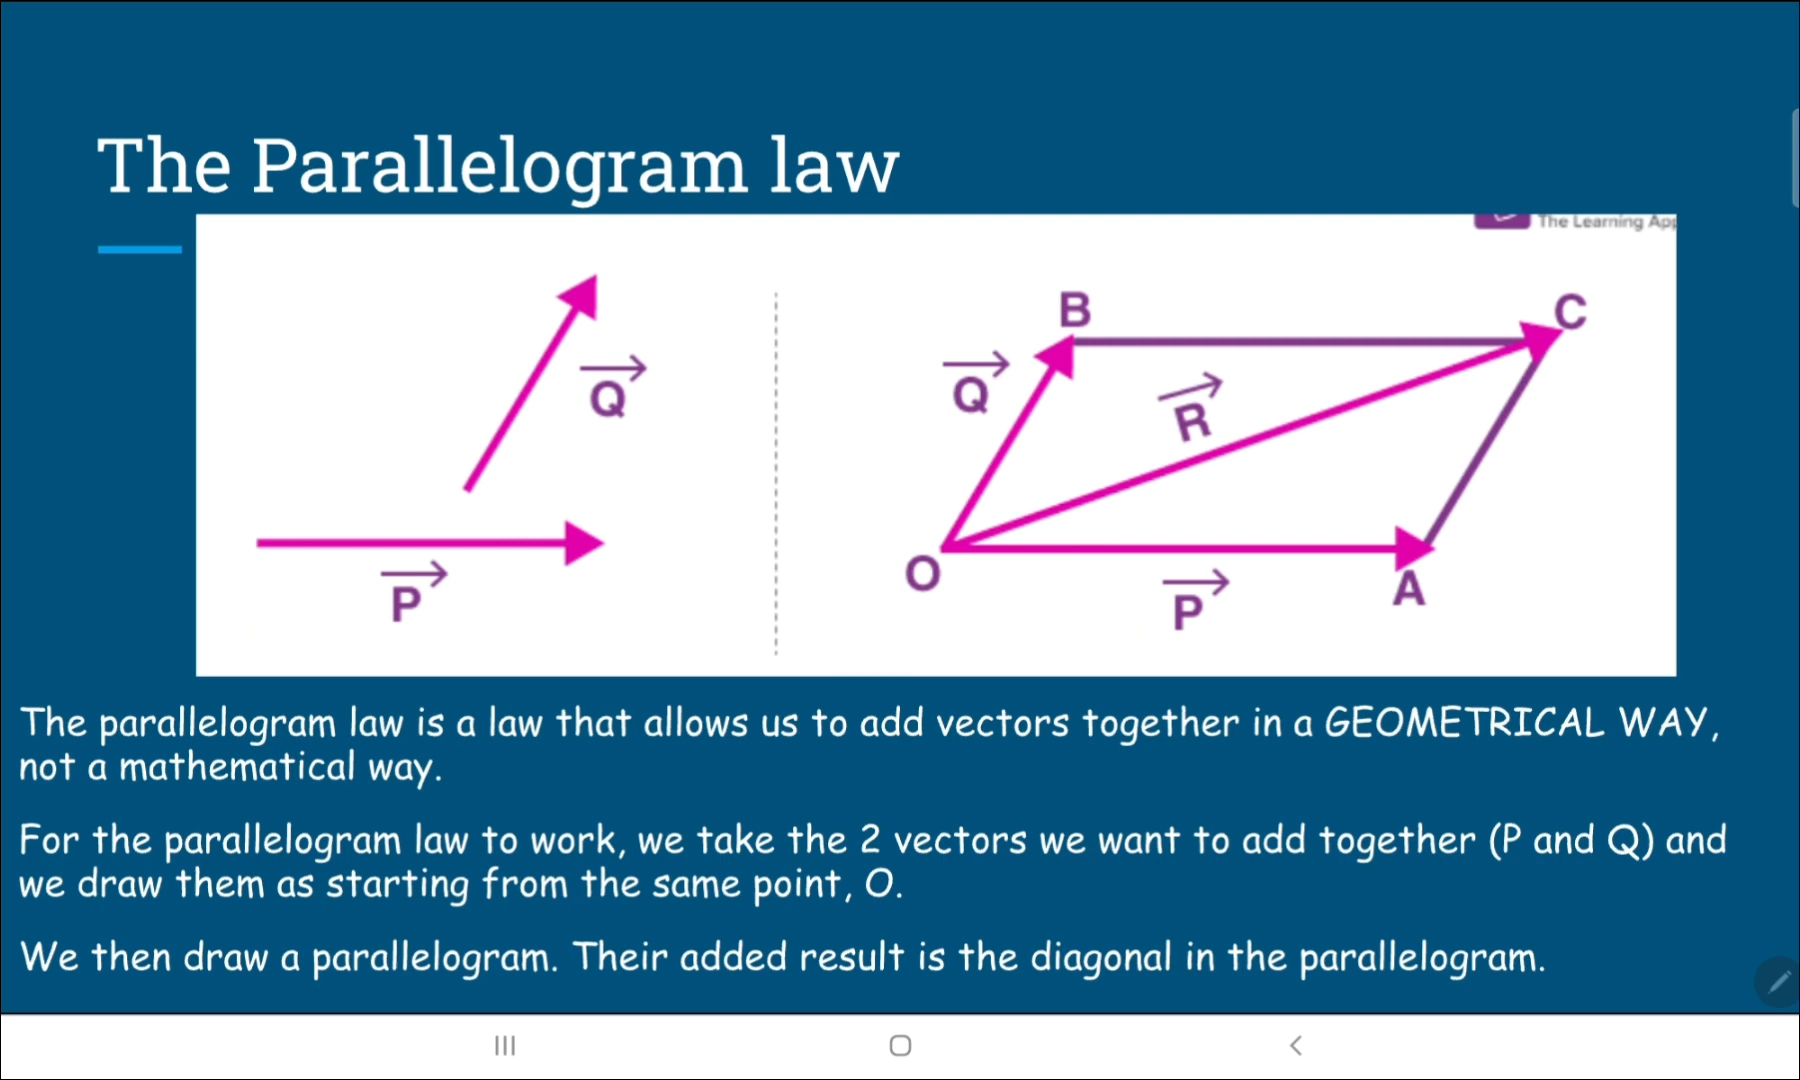 The Parallelogram law
The Learning App
B
C
Q
Q
R
O
A
P
P
The parallelogram law is a law that allows us to add vectors together in a GEOMETRICAL WAY,
not a mathematical way.
For the parallelogram law to work, we take the 2 vectors we want to add together (P and Q) and
we draw them as starting from the same point, O.
We then draw a parallelogram. Their added result is the diagonal in the parallelogram.